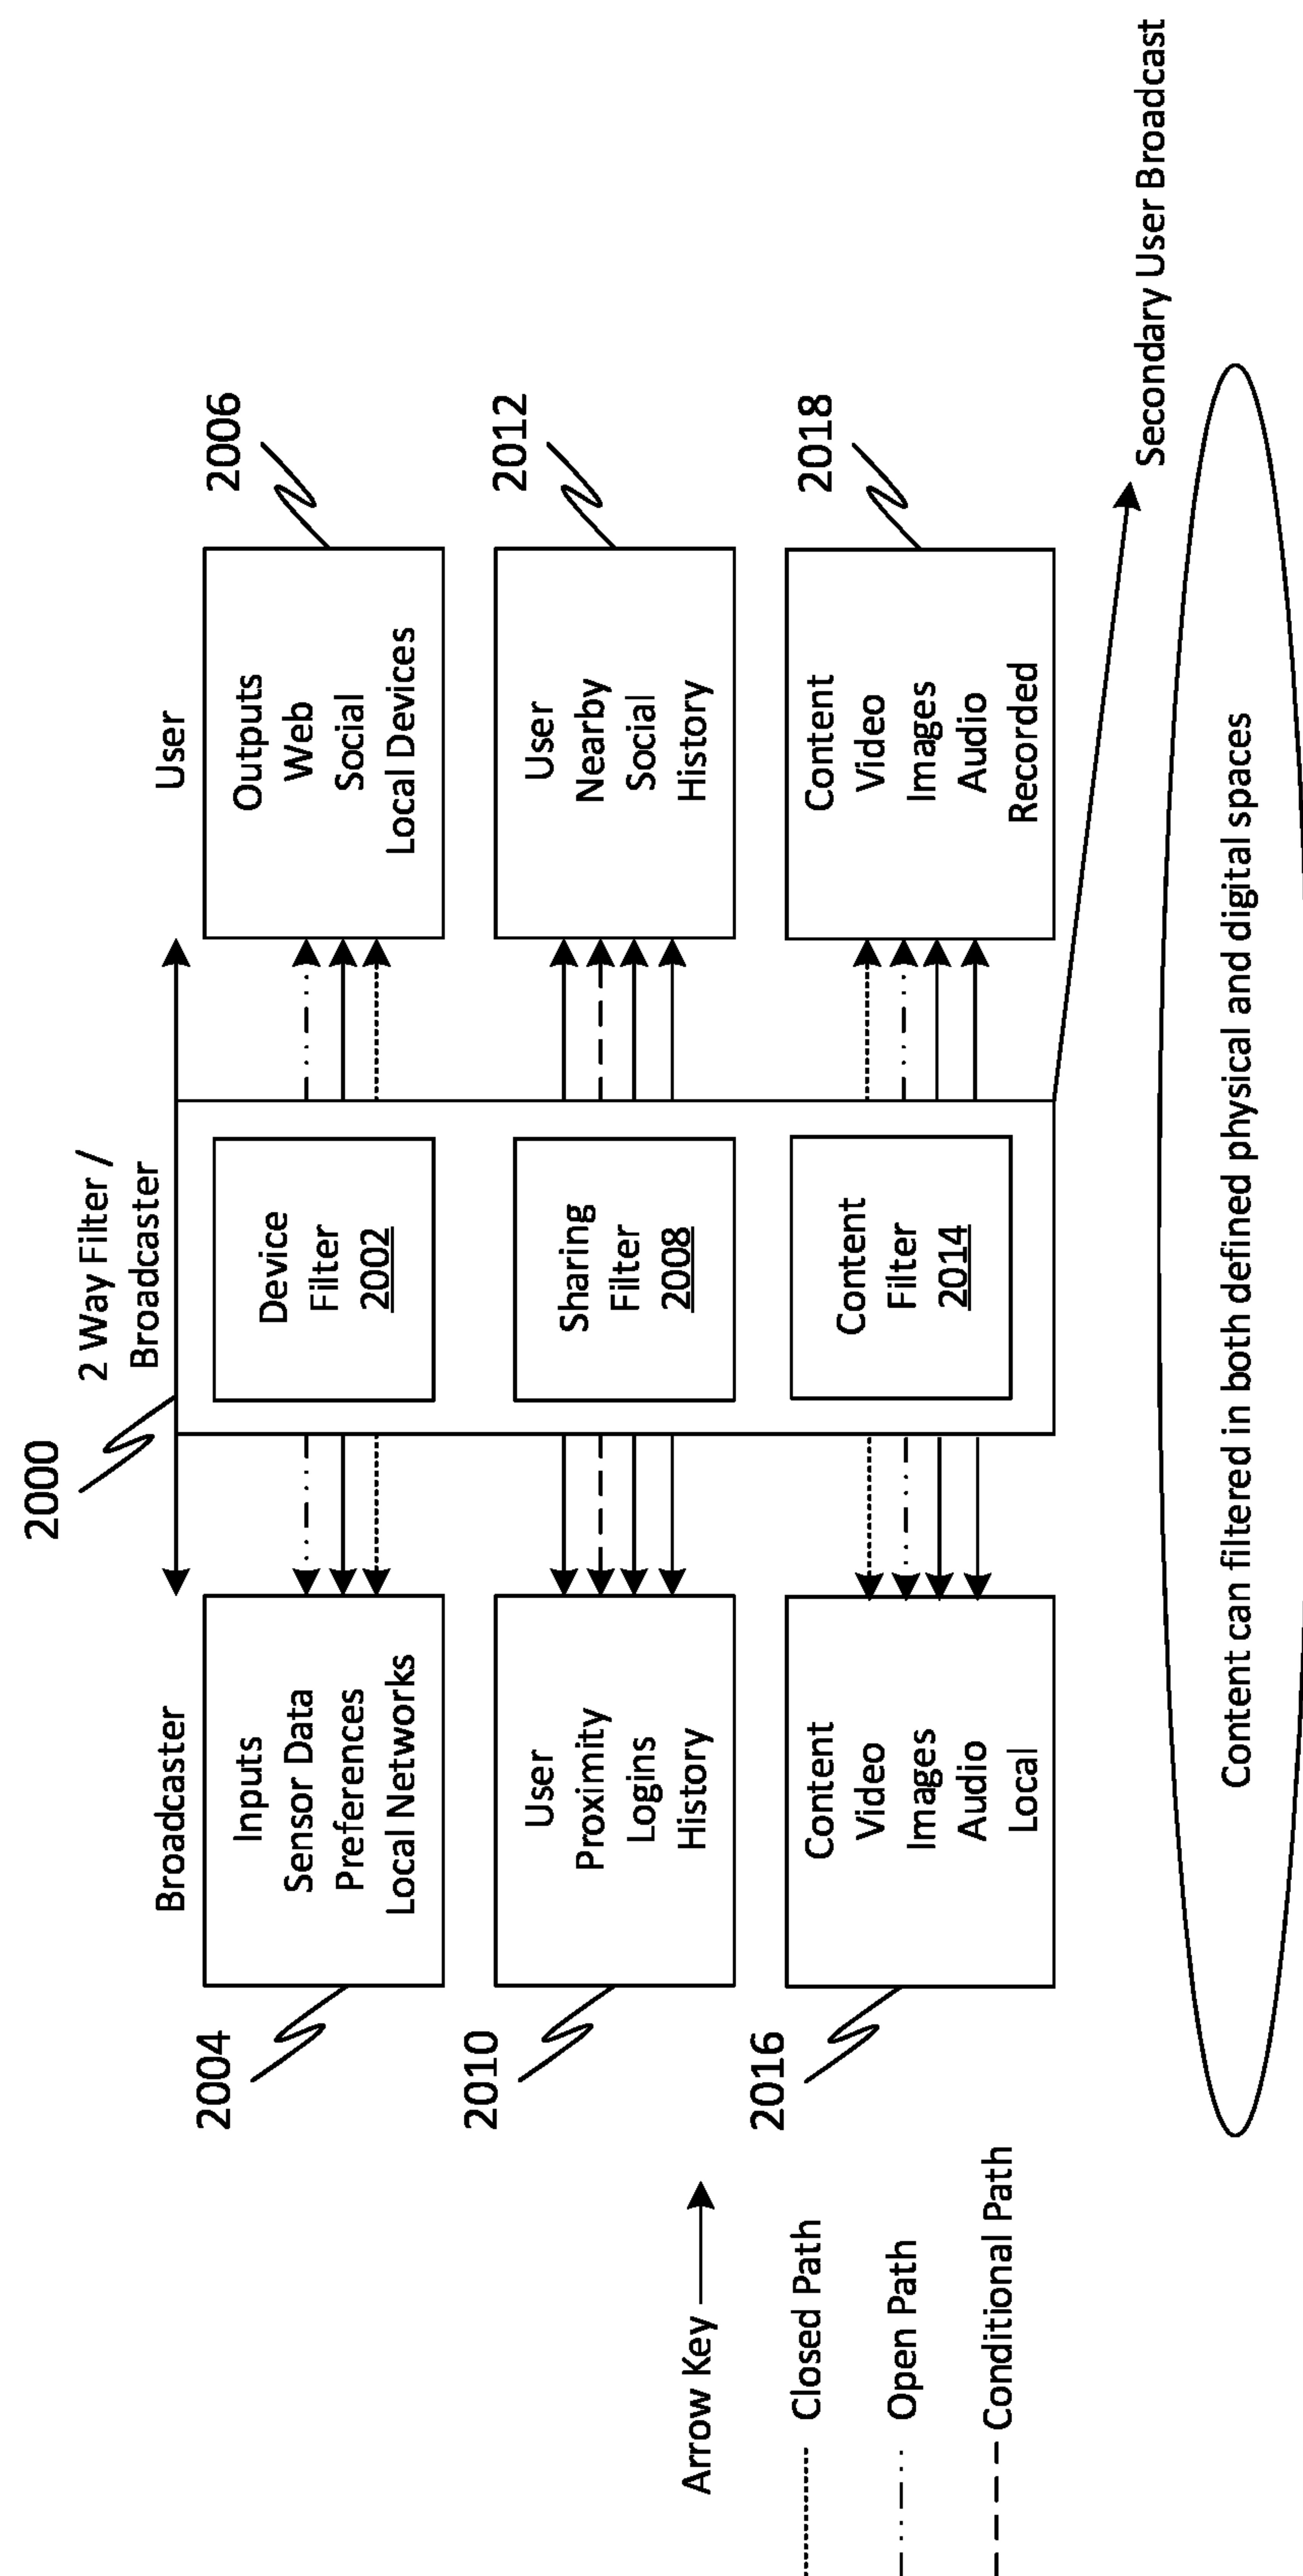 2000
2 Way Filter /
Broadcaster
Broadcaster
User
2004
Inputs
Sensor Data
Preferences
Local Networks
Device
Filter
2002
Outputs
Web
Social
Local Devices
2006
2010
User
Proximity
Logins
History
Sharing
Filter
2008
User
Nearby
Social
History
2012
2016
Content
Video
Images
Audio
Local
Content
Filter
2014
Content
Video
Images
Audio
Recorded
2018
Arrow Key
Closed Path
Open Path
Conditional Path
Secondary User Broadcast
Content can filtered in both defined physical and digital spaces